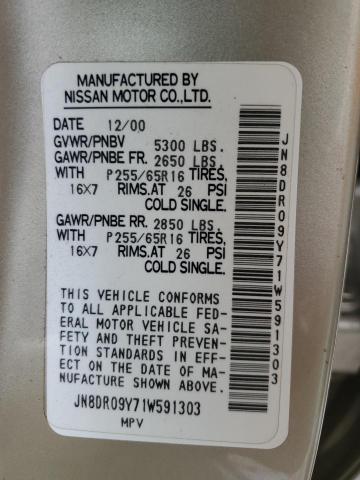 MANUFACTURED BY
NISSAN MOTOR CO.,LTD.
DATE 12/00
GVWR/PNBV 5300 LBS.
GAWR/PNBE FR. 2650 LBS.
WITH P255/65R16 TIRES,
16X7 RIMS.AT 26 PSI
COLD SINGLE.
GAWR/PNBE RR. 2850 LBS.
WITH P255/65R16 TIRES,
16X7 RIMS.AT 26 PSI
COLD SINGLE.
THIS VEHICLE CONFORMS
TO ALL APPLICABLE FED-
ERAL MOTOR VEHICLE SA-
FETY AND THEFT PREVEN-
TION STANDARDS IN EFF-
ECT ON THE DATE OF MA-
NUFACTURE SHOWN ABOVE.
JN8DR09Y71W591303
MPV
JN8DR09Y71W591303